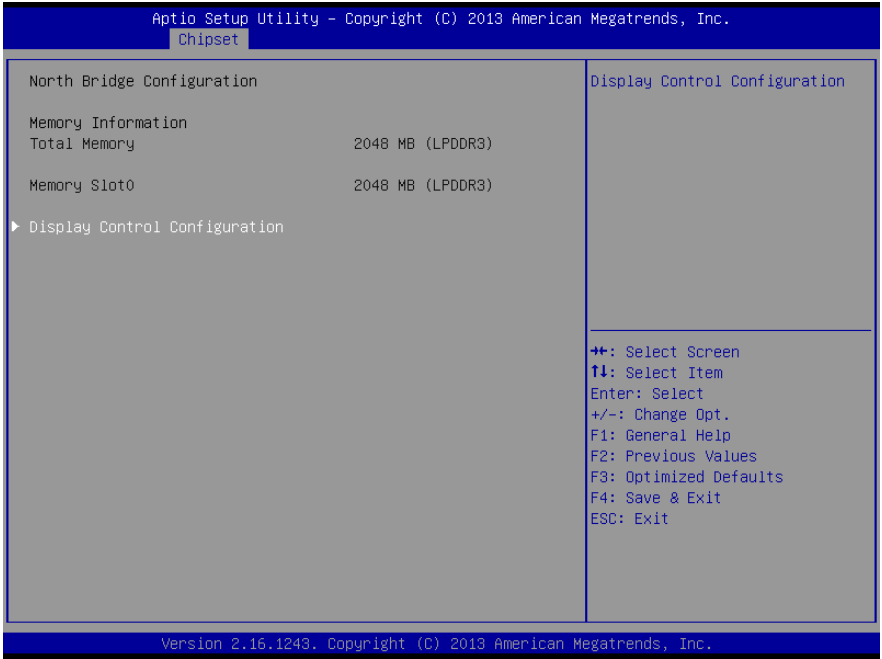 Aptio Setup Utility – Copyright (C) 2013 American Megatrends, Inc.
Chipset
North Bridge Configuration
Memory Information
Total Memory 2048 MB (LPDDR3)
Memory Slot0 2048 MB (LPDDR3)
Display Control Configuration
Display Control Configuration
→←: Select Screen
↑↓: Select Item
Enter: Select
+/-: Change Opt.
F1: General Help
F2: Previous Values
F3: Optimized Defaults
F4: Save & Exit
ESC: Exit
Version 2.16.1243. Copyright (C) 2013 American Megatrends, Inc.